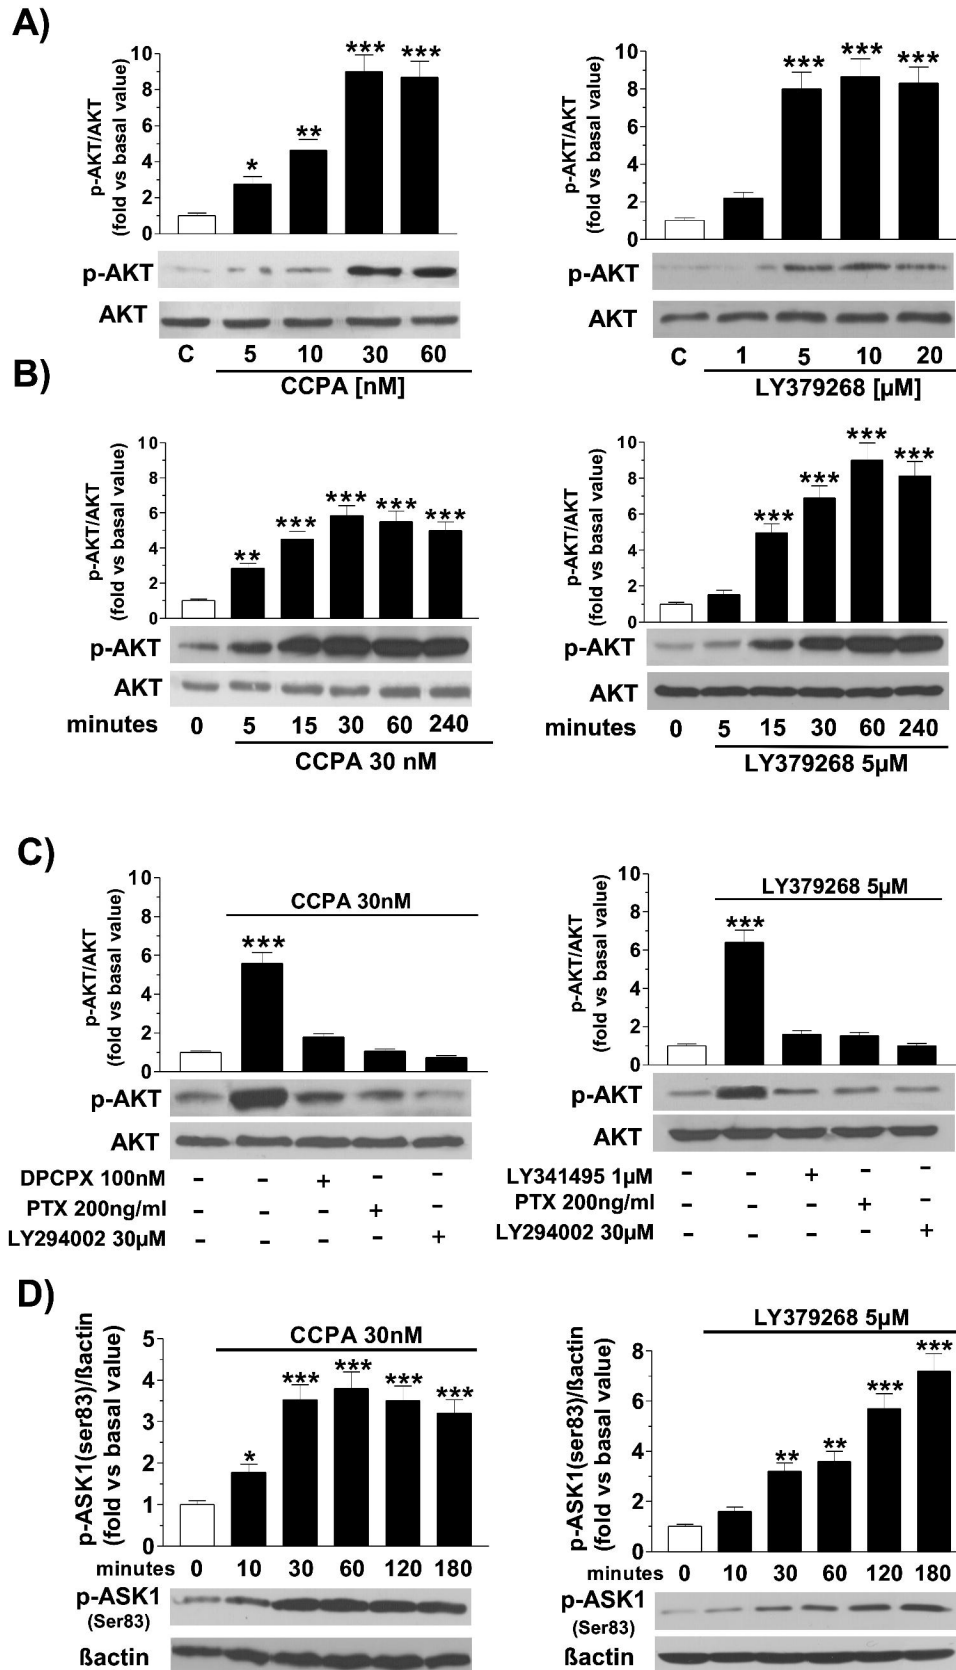 A)
p-AKT/AKT
(fold vs basal value)
10
8
6
4
2
0
*
**
***
***
p-AKT
AKT
C 5 10 30 60
CCPA [nM]
p-AKT/AKT
(fold vs basal value)
10
8
6
4
2
0
***
***
***
p-AKT
AKT
C 1 5 10 20
LY379268 [µM]
B)
p-AKT/AKT
(fold vs basal value)
10
8
6
4
2
0
**
***
***
***
***
p-AKT
AKT
minutes 0 5 15 30 60 240
CCPA 30 nM
p-AKT/AKT
(fold vs basal value)
10
8
6
4
2
0
***
***
***
***
p-AKT
AKT
minutes 0 5 15 30 60 240
LY379268 5µM
C)
p-AKT/AKT
(fold vs basal value)
10
8
6
4
2
0
CCPA 30nM
***
p-AKT
AKT
DPCPX 100nM - - + - -
PTX 200ng/ml - - - + -
LY294002 30µM - - - - +
p-AKT/AKT
(fold vs basal value)
10
8
6
4
2
0
LY379268 5µM
***
p-AKT
AKT
LY341495 1µM - - + - -
PTX 200ng/ml - - - + -
LY294002 30µM - - - - +
D)
p-ASK1(ser83)/ßactin
(fold vs basal value)
5
4
3
2
1
0
CCPA 30nM
*
***
***
***
***
minutes 0 10 30 60 120 180
p-ASK1
(Ser83)
ßactin
p-ASK1(ser83)/ßactin
(fold vs basal value)
8
6
4
2
0
LY379268 5µM
**
**
***
***
minutes 0 10 30 60 120 180
p-ASK1
(Ser83)
ßactin